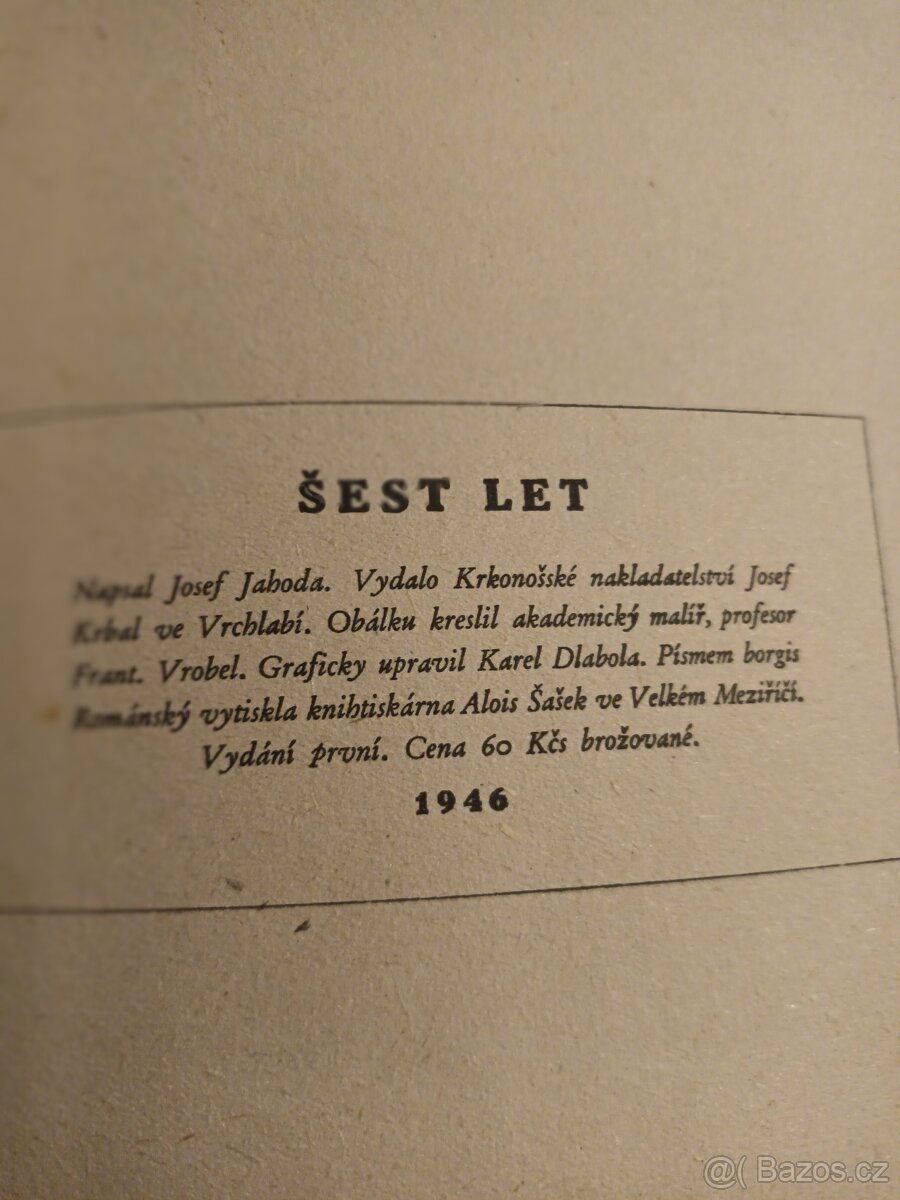 ŠEST LET
Napsal Josef Jahoda. Vydalo Krkonošské nakladatelství Josef
Krbal ve Vrchlabí. Obálku kreslil akademický malíř, profesor
Frant. Vrobel. Graficky upravil Karel Dlabola. Písmem borgis
Románský vytiskla knihtiskárna Alois Šašek ve Velkém Meziříčí.
Vydání první. Cena 60 Kčs brožované.
1946
@( Bazos.cz